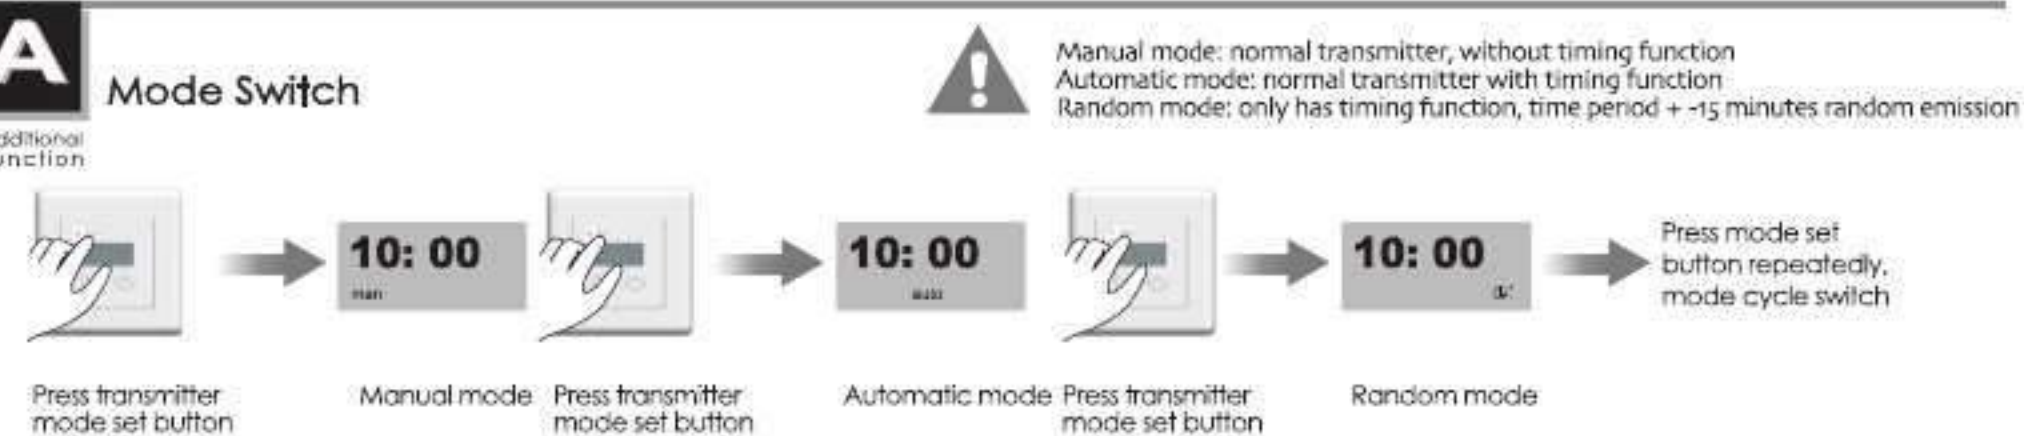 A
Mode Switch
Manual mode: normal transmitter, without timing function
Automatic mode: normal transmitter with timing function
Random mode: only has timing function, time period + -15 minutes random emission
dditional
unction
10: 00
man
10: 00
auto
10: 00
Press mode set
button repeatedly,
mode cycle switch
Press transmitter
mode set button
Manual mode
Press transmitter
mode set button
Automatic mode
Press transmitter
mode set button
Random mode